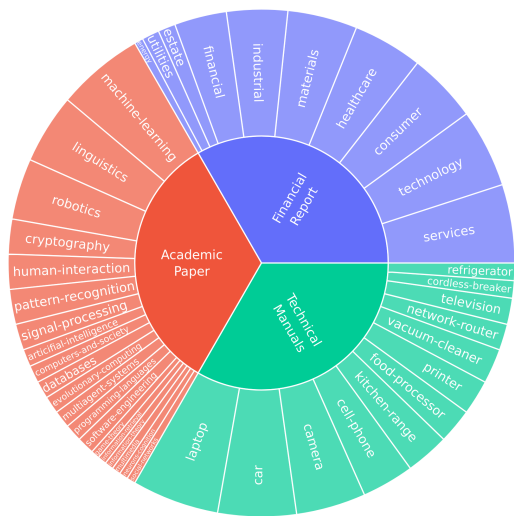 Financial
Report
services
technology
consumer
healthcare
materials
industrial
financial
estate
utilities
energy
Academic
Paper
machine-learning
linguistics
robotics
cryptography
human-interaction
pattern-recognition
signal-processing
articifial-intelligence
computers-and-society
databases
evolutionary-computing
multiagent-systems
programming-languages
software-engineering
Technical
Manuals
laptop
car
camera
cell-phone
kitchen-range
food-processor
printer
vacuum-cleaner
network-router
television
cordless-breaker
refrigerator